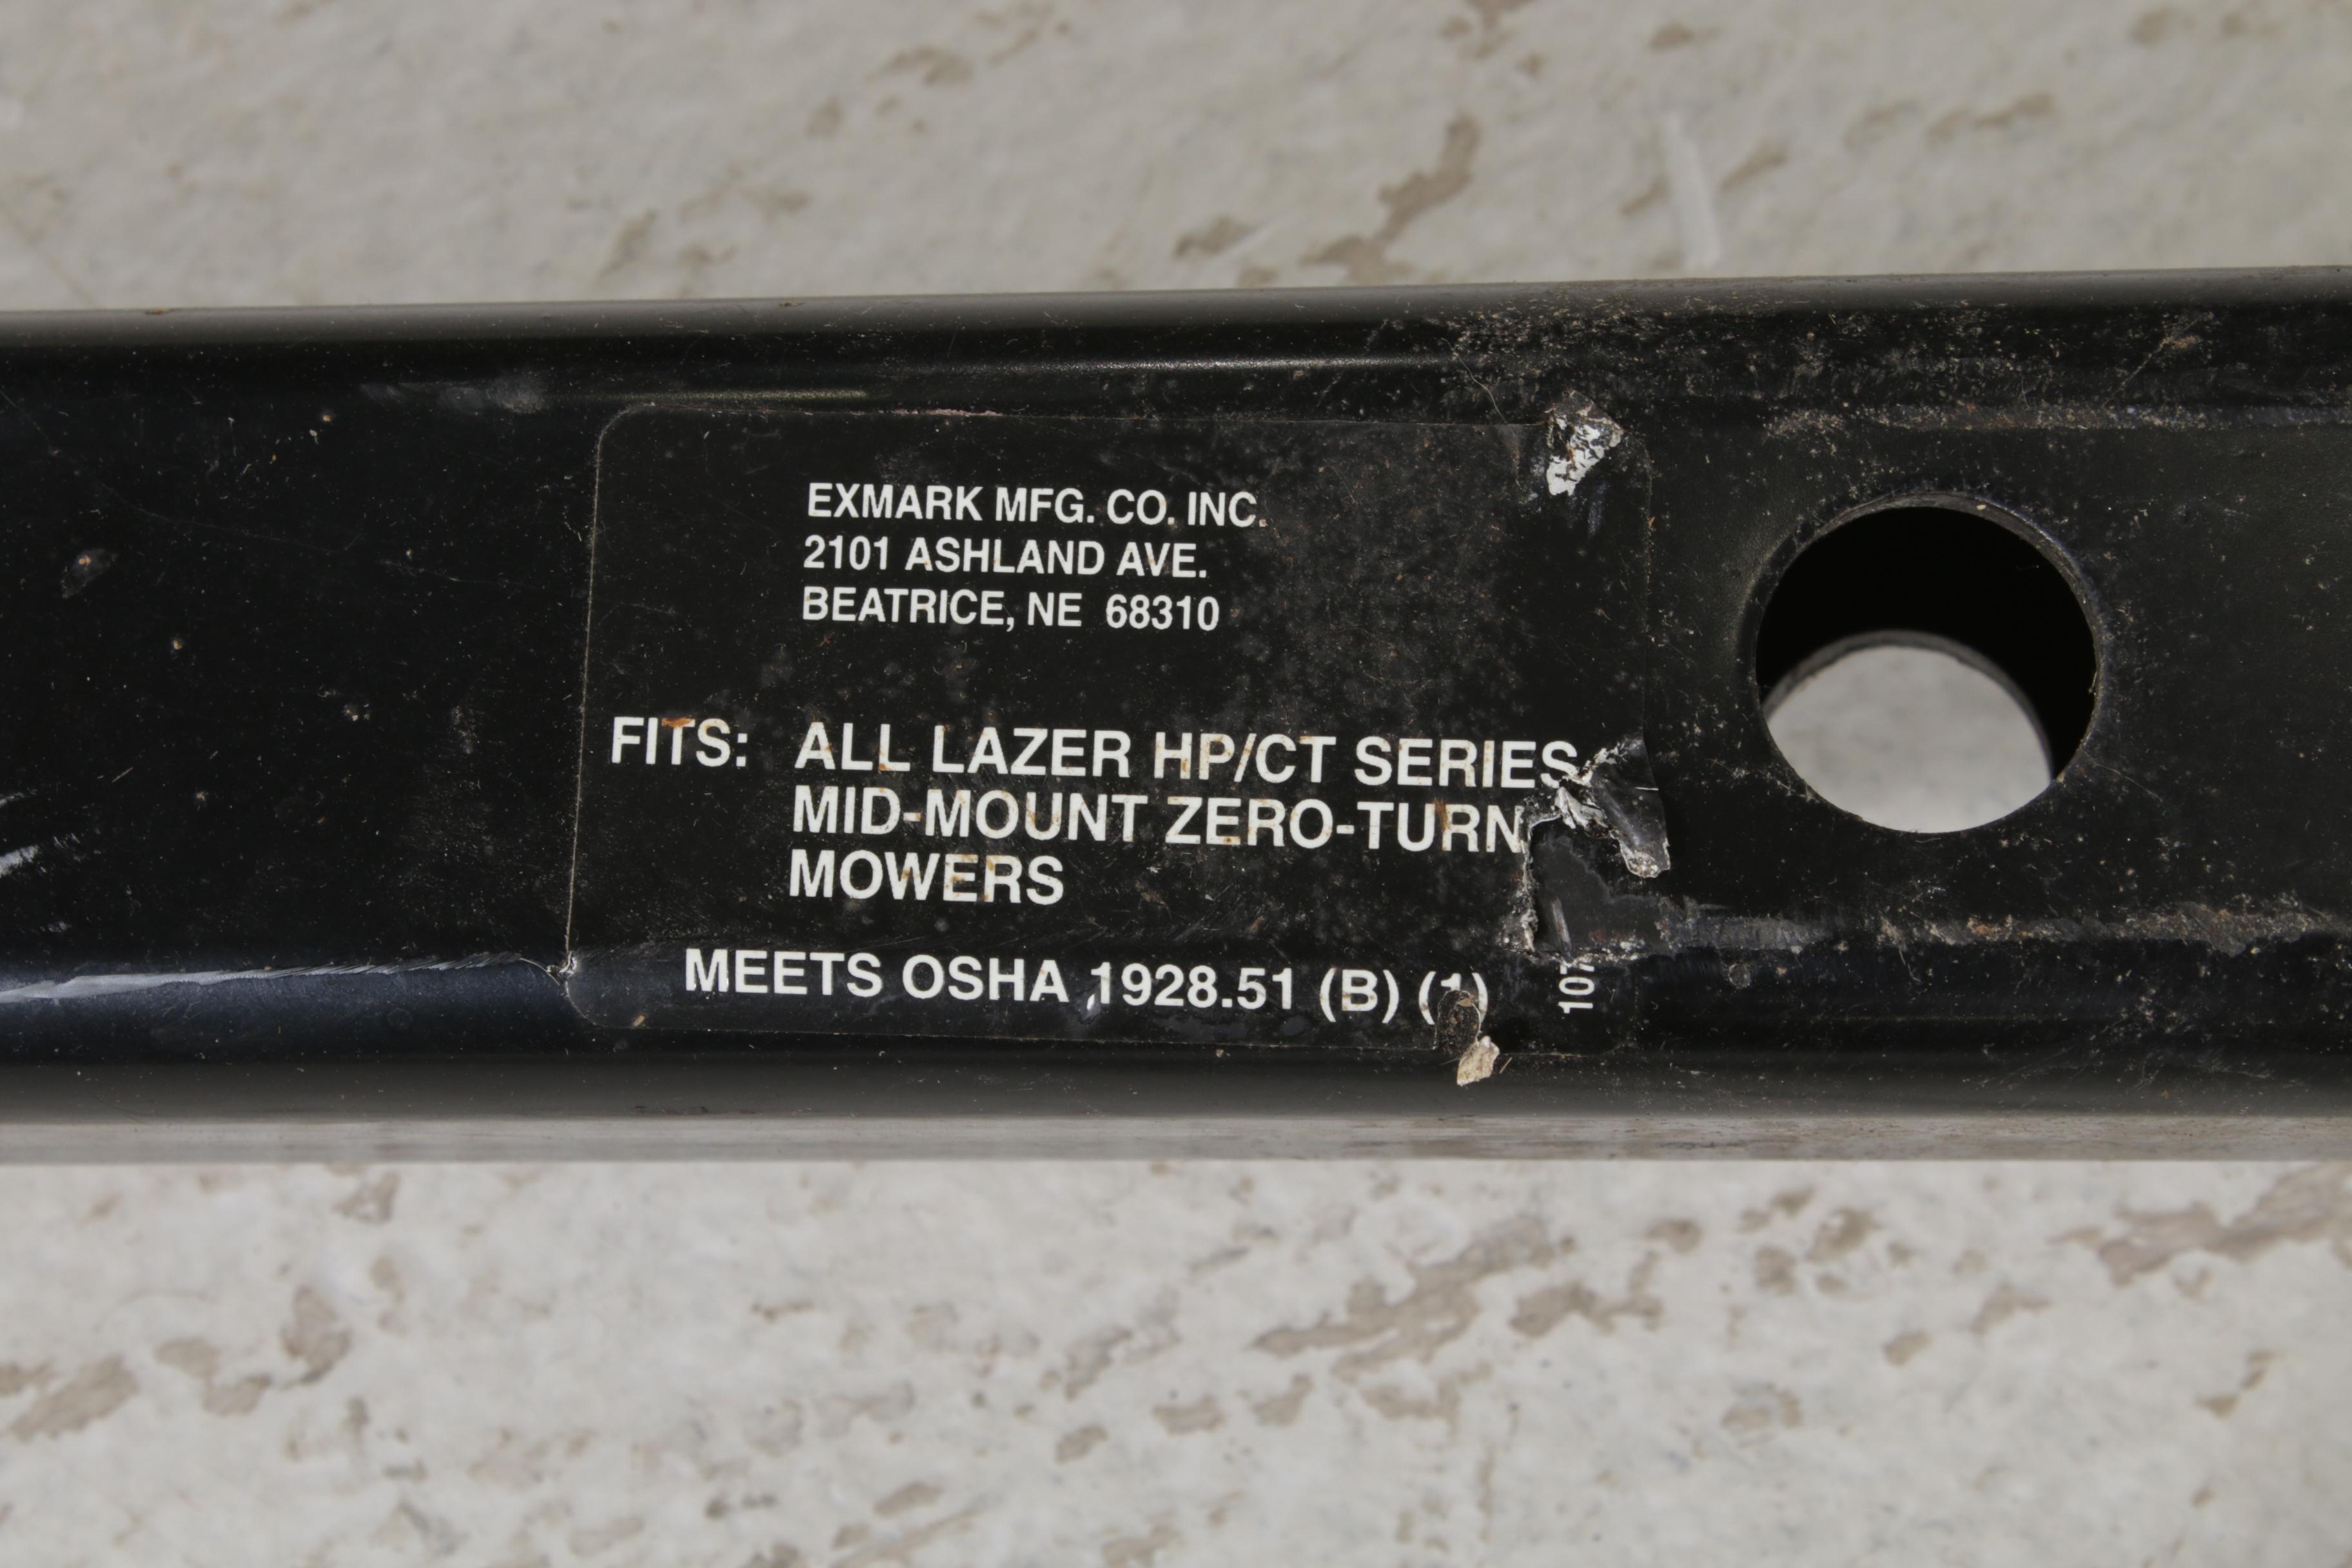 EXMARK MFG. CO. INC.
2101 ASHLAND AVE.
BEATRICE, NE 68310
FITS: ALL LAZER HP/CT SERIES
MID-MOUNT ZERO-TURN
MOWERS
MEETS OSHA 1928.51 (B) (1)